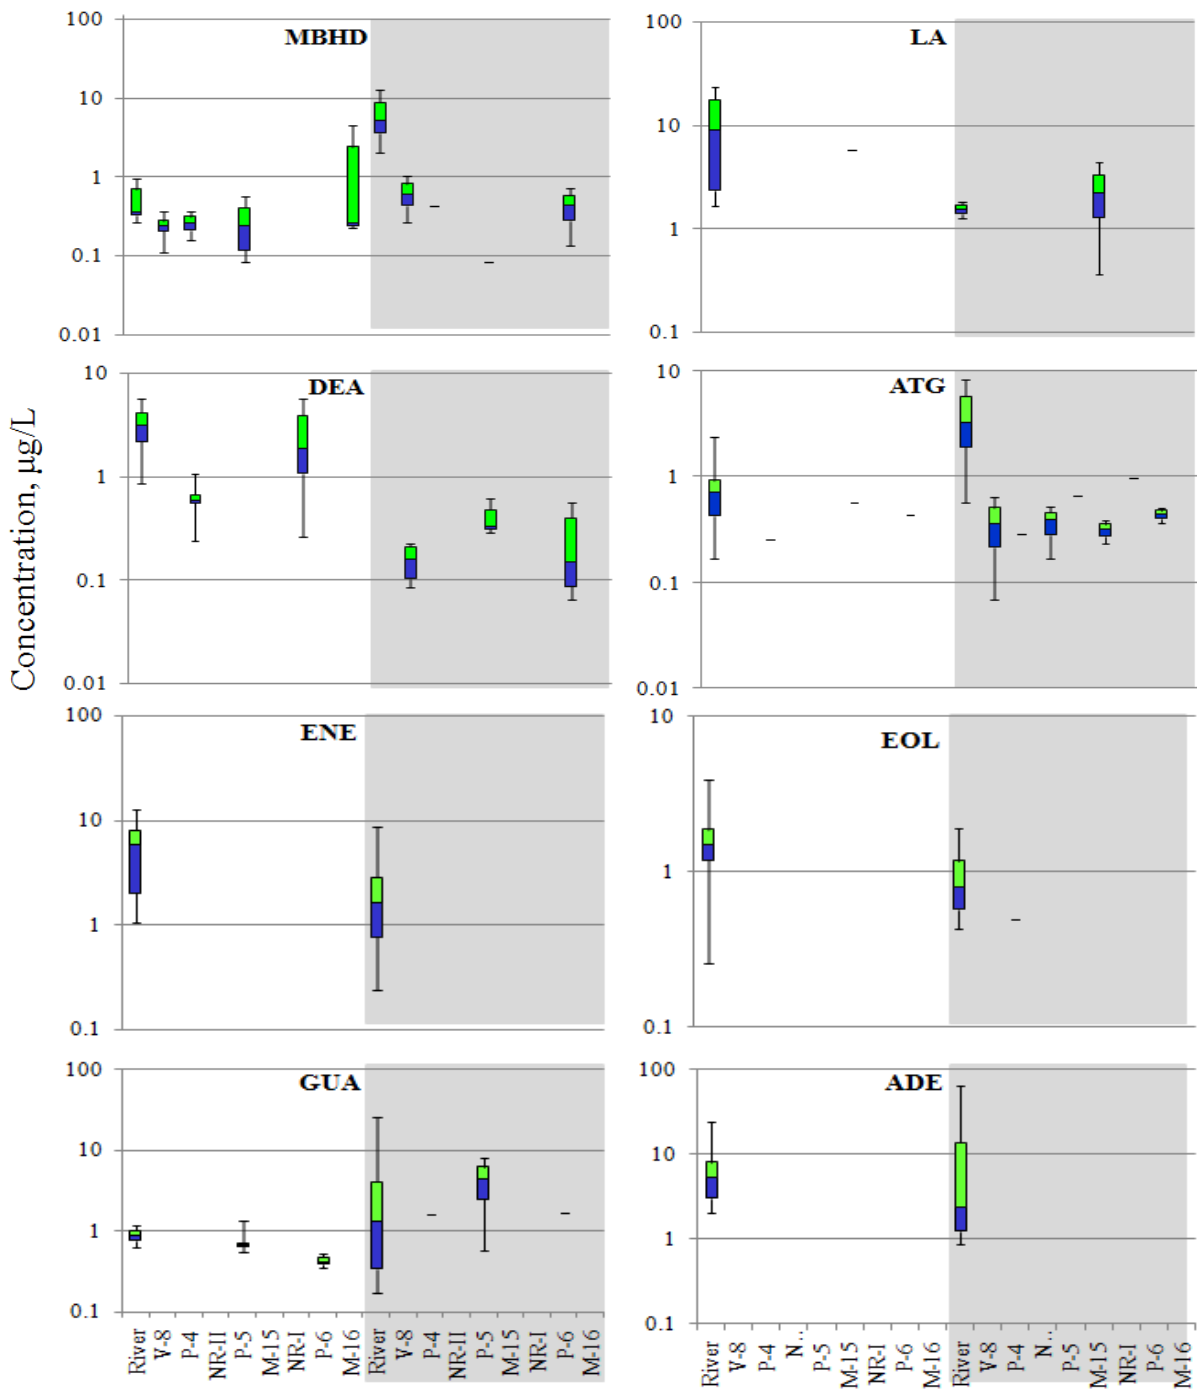 Concentration, µg/L
MBHD
100
10
1
0.1
0.01
LA
100
10
1
0.1
DEA
10
1
0.1
0.01
ATG
10
1
0.1
0.01
ENE
100
10
1
0.1
EOL
10
1
0.1
GUA
100
10
1
0.1
River V-8 P-4 NR-II P-5 M-15 NR-I P-6 M-16 River V-8 P-4 NR-II P-5 M-15 NR-I P-6 M-16
ADE
100
10
1
0.1
River V-8 P-4 N.. P-5 M-15 NR-I P-6 M-16 River V-8 P-4 N.. P-5 M-15 NR-I P-6 M-16